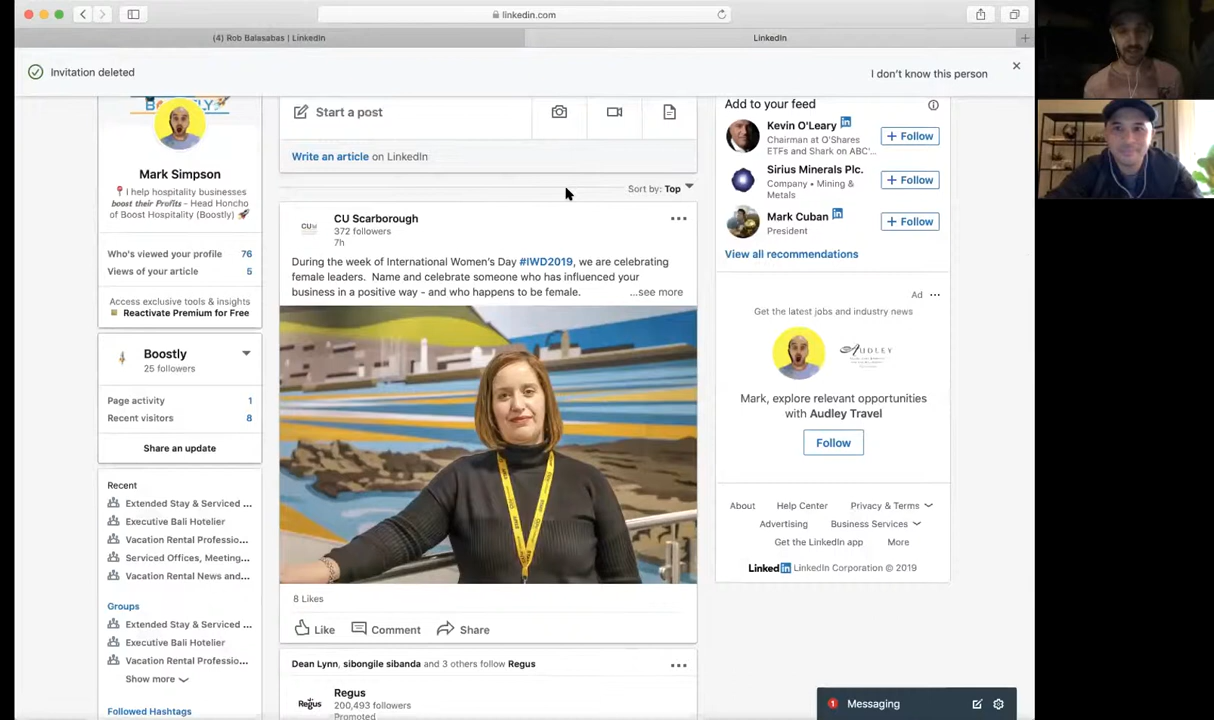 linkedin.com
(4) Rob Balasabas | LinkedIn
LinkedIn
Invitation deleted
I don't know this person
Mark Simpson
I help hospitality businesses
boost their Profits - Head Honcho
of Boost Hospitality (Boostly)
Who's viewed your profile 76
Views of your article 5
Access exclusive tools & insights
Reactivate Premium for Free
Boostly
25 followers
Page activity 1
Recent visitors 8
Share an update
Recent
Extended Stay & Serviced ...
Executive Bali Hotelier
Vacation Rental Professio...
Serviced Offices, Meeting...
Vacation Rental News and...
Groups
Extended Stay & Serviced ...
Executive Bali Hotelier
Vacation Rental Professio...
Show more
Followed Hashtags
Start a post
Write an article on LinkedIn
Sort by: Top
CU Scarborough
372 followers
7h
During the week of International Women's Day #IWD2019, we are celebrating
female leaders. Name and celebrate someone who has influenced your
business in a positive way - and who happens to be female. ...see more
8 Likes
Like Comment Share
Dean Lynn, sibongile sibanda and 3 others follow Regus
Regus
Regus
200,493 followers
Promoted
Add to your feed
Kevin O'Leary in
Chairman at O'Shares
ETFs and Shark on ABC'...
+ Follow
Sirius Minerals Plc.
Company • Mining &
Metals
+ Follow
Mark Cuban in
President
+ Follow
View all recommendations
Ad
Get the latest jobs and industry news
AUDLEY
Mark, explore relevant opportunities
with Audley Travel
Follow
About Help Center Privacy & Terms
Advertising Business Services
Get the LinkedIn app More
LinkedIn LinkedIn Corporation © 2019
1 Messaging